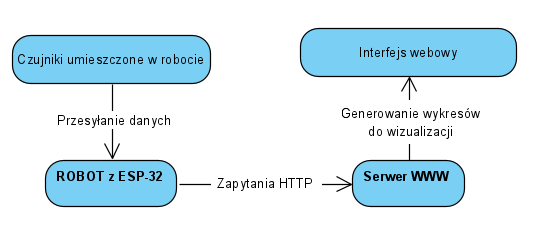 Czujniki umieszczone w robocie
Interfejs webowy
Przesyłanie danych
Generowanie wykresów
do wizualizacji
ROBOT z ESP-32
Zapytania HTTP
Serwer WWW